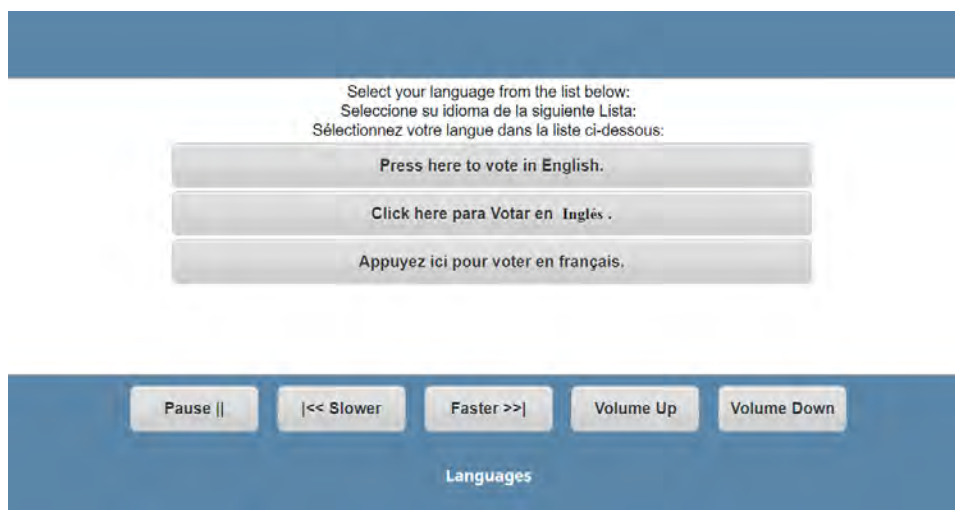 Select your language from the list below:
Seleccione su idioma de la siguiente Lista:
Sélectionnez votre langue dans la liste ci-dessous:
Press here to vote in English.
Click here para Votar en Inglés .
Appuyez ici pour voter en français.
Pause || |<< Slower Faster >>| Volume Up Volume Down
Languages